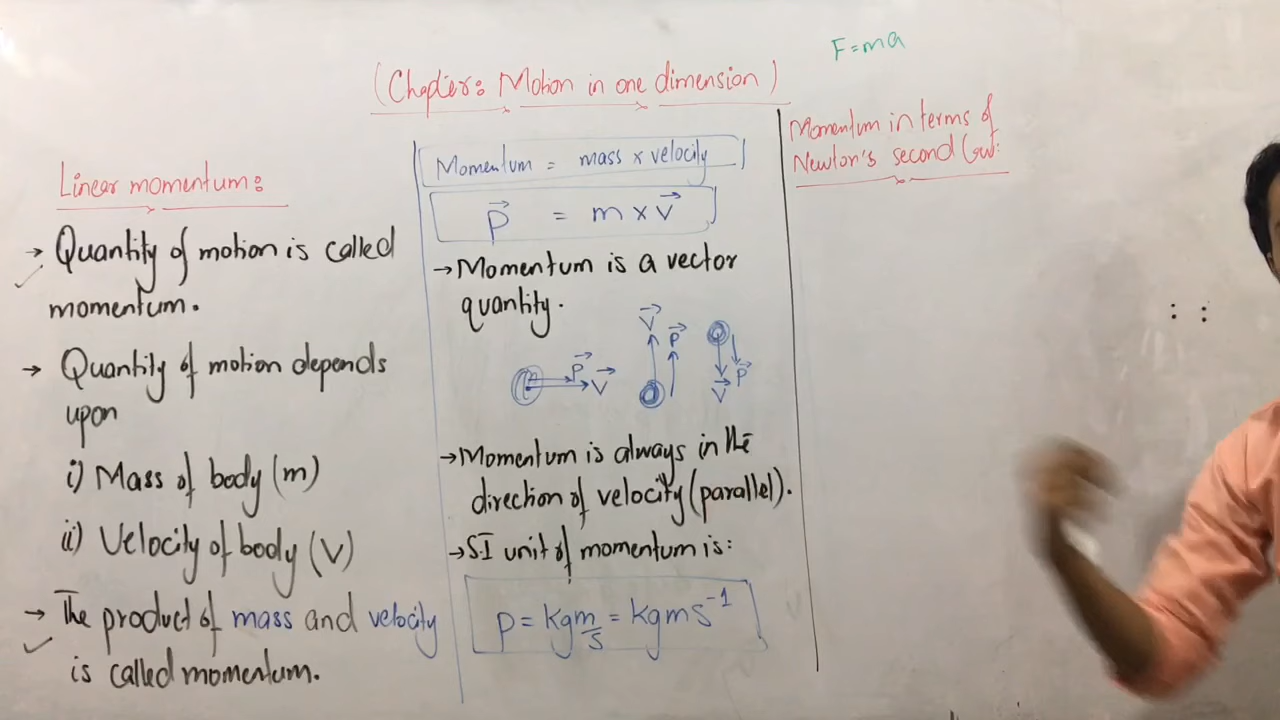 F=ma
(Chapter: Motion in one dimension)
Linear momentum:
→ Quantity of motion is called
momentum.
→ Quantity of motion depends
upon
i) Mass of body (m)
ii) Velocity of body (V)
→ The product of mass and velocity
is called momentum.
Momentum = mass x velocity
P = m x V
→ Momentum is a vector
quantity.
P V
V P
P V
→ Momentum is always in the
direction of velocity (parallel).
→ S.I unit of momentum is:
p = kgm/s = kgms⁻¹
Momentum in terms of
Newton's second law: